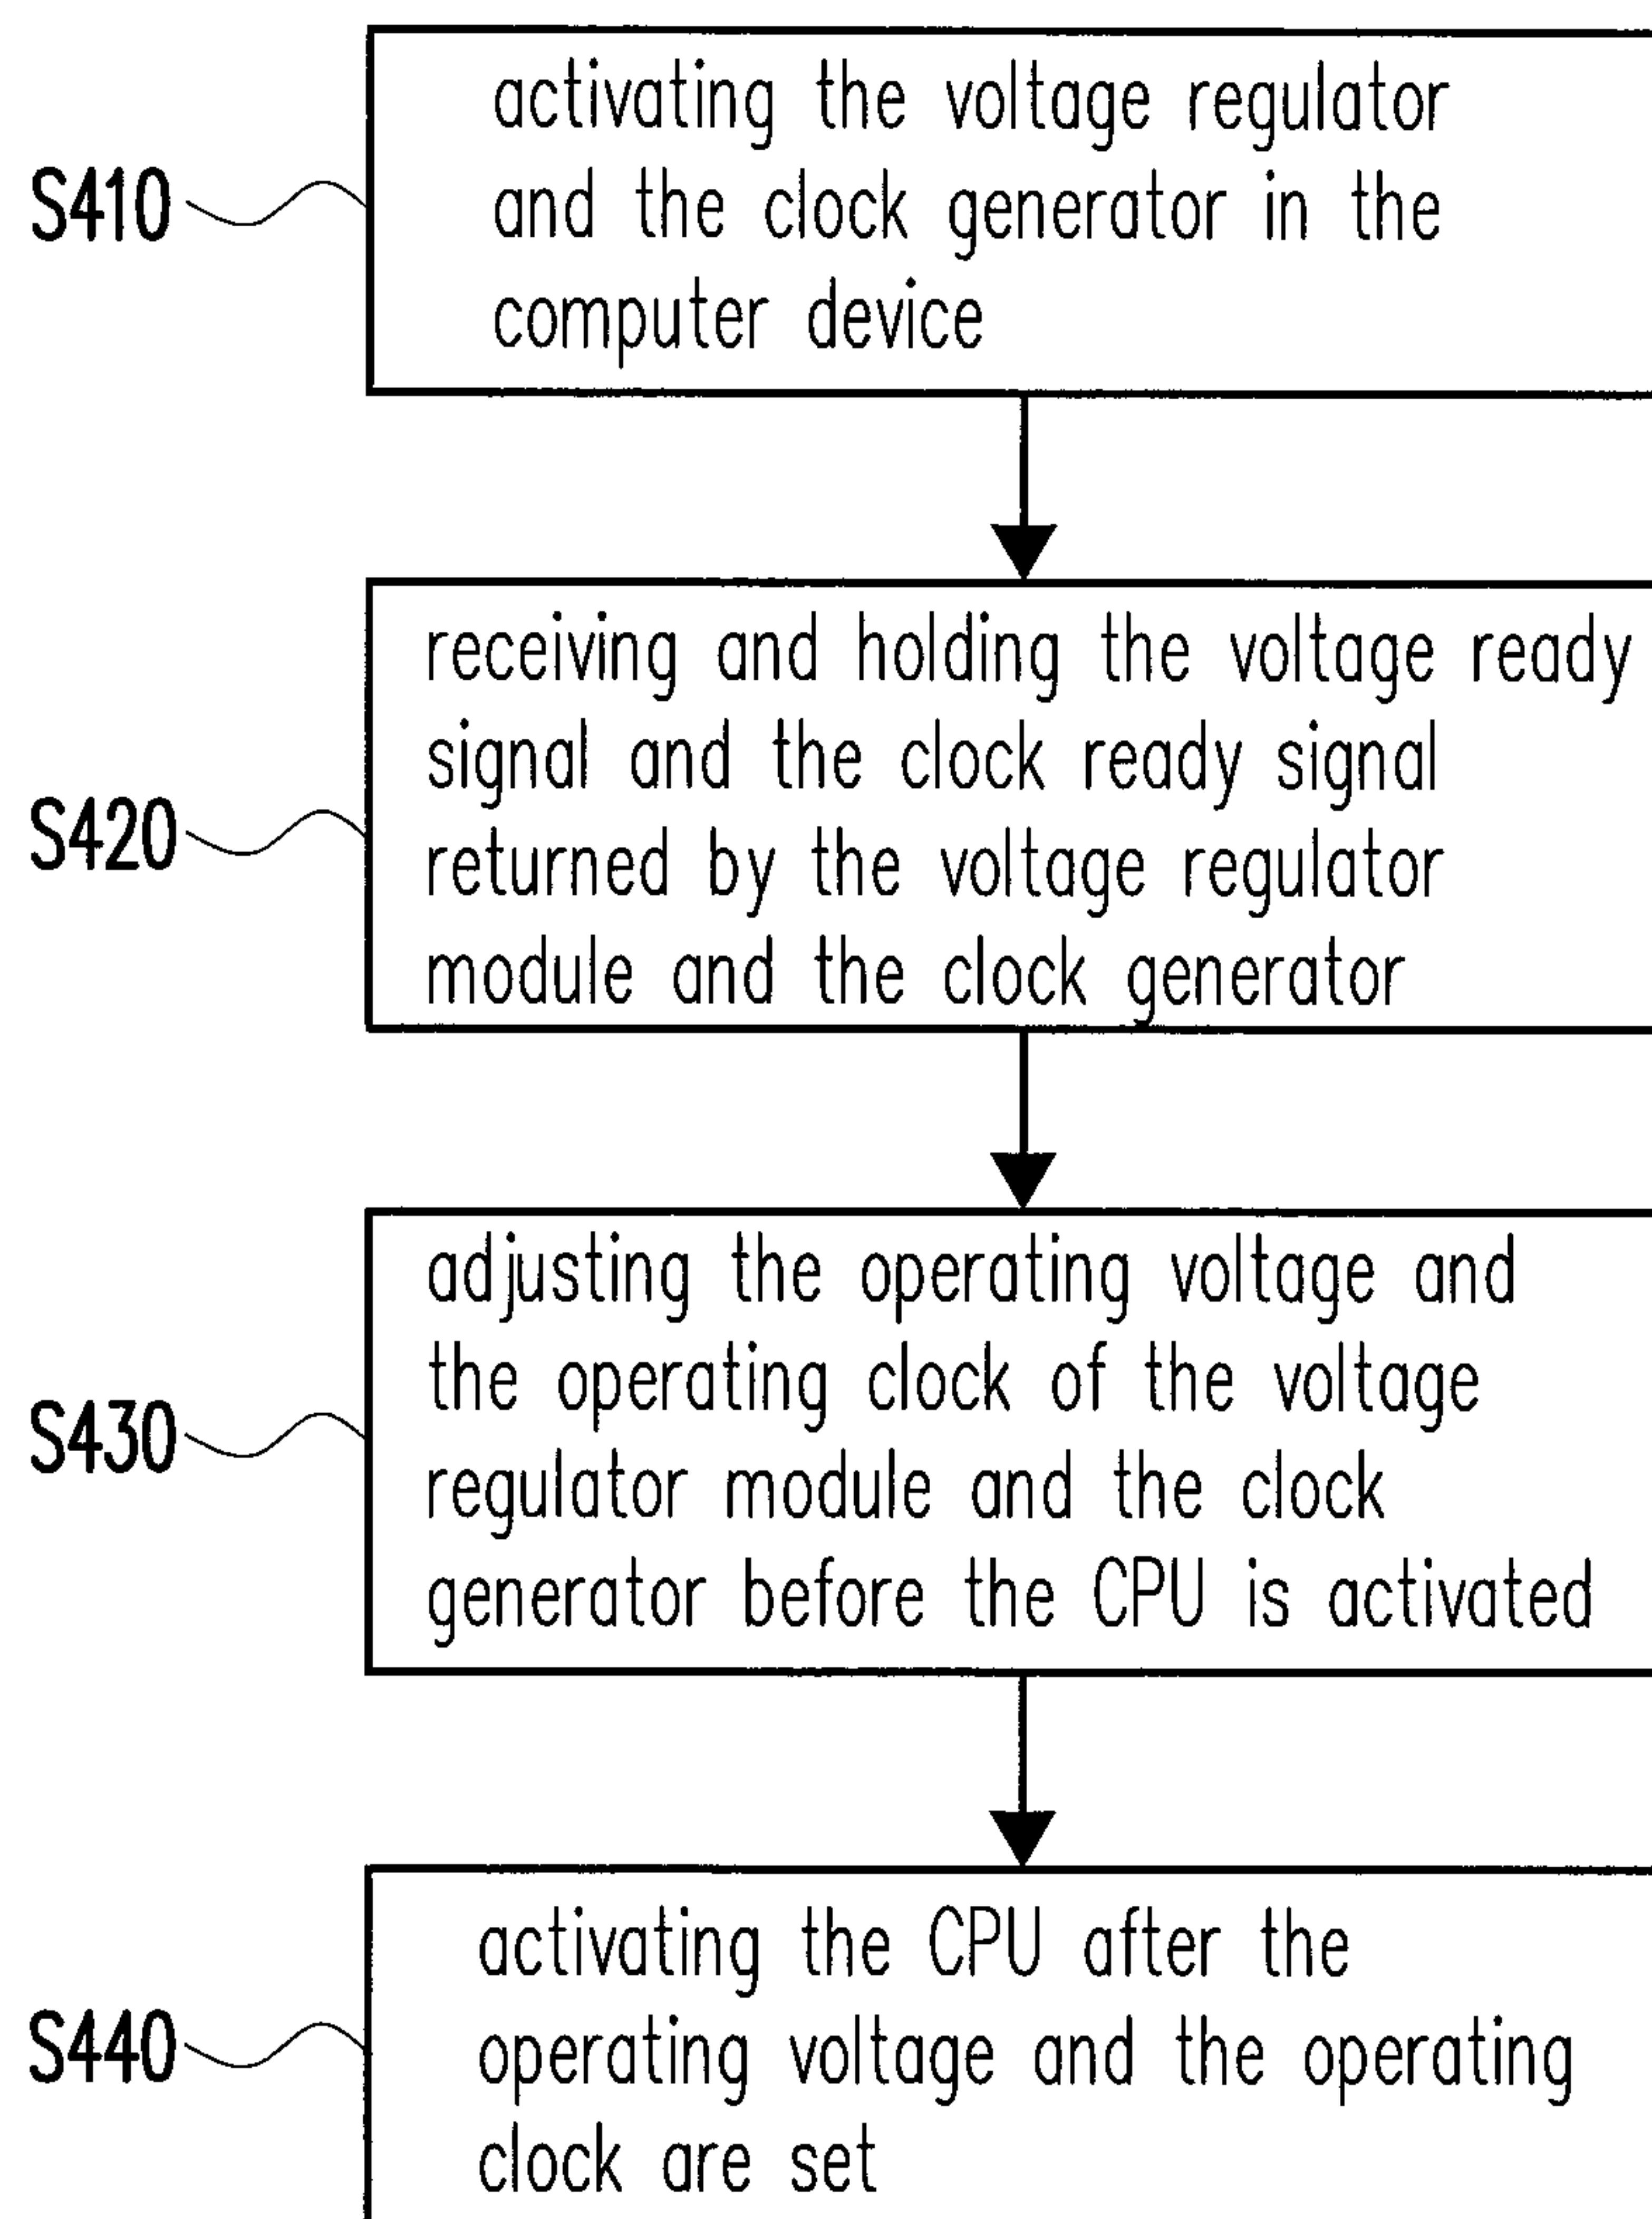 activating the voltage regulator
S410
and the clock generator in the
computer device
receiving and holding the voltage ready
signal and the clock ready signal
S420
returned by the voltage regulator
module and the clock generator
adjusting the operating voltage and
the operating clock of the voltage
S430
regulator module and the clock
generator before the CPU is activated
activating the CPU after the
S440
operating voltage and the operating
clock are set